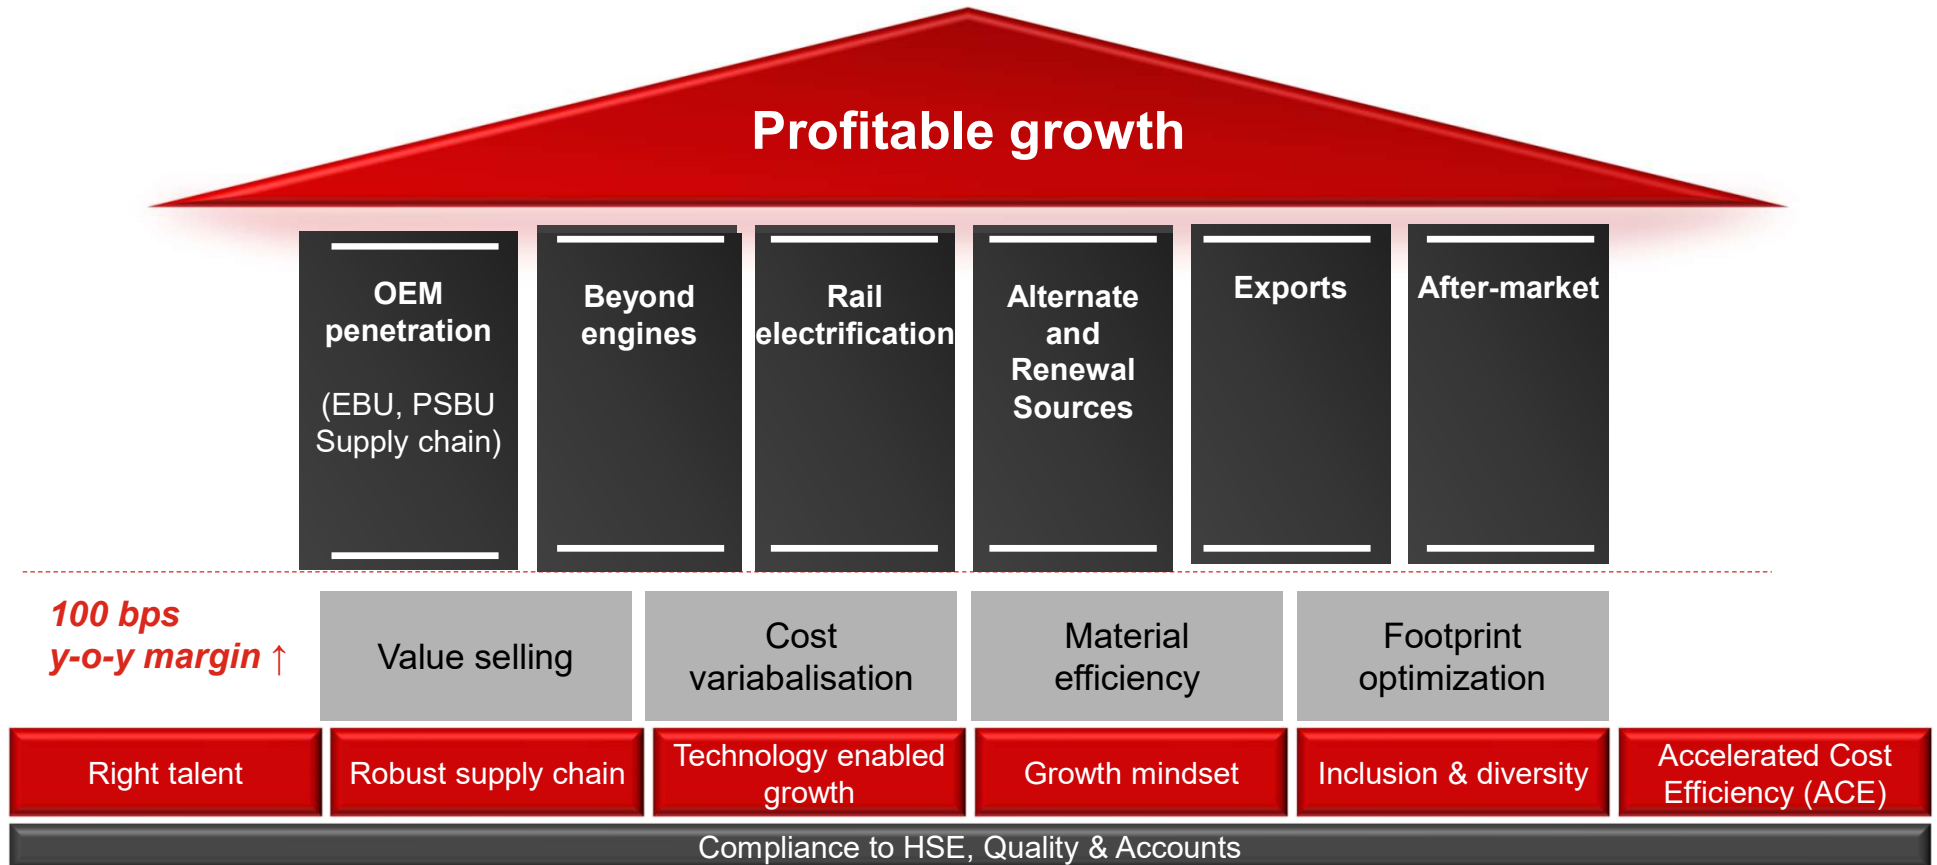 Profitable growth
OEM
penetration
(EBU, PSBU
Supply chain)
Beyond
engines
Rail
electrification
Alternate
and
Renewal
Sources
Exports
After-market
100 bps
y-o-y margin ↑
Value selling
Cost
variabalisation
Material
efficiency
Footprint
optimization
Right talent
Robust supply chain
Technology enabled
growth
Growth mindset
Inclusion & diversity
Accelerated Cost
Efficiency (ACE)
Compliance to HSE, Quality & Accounts